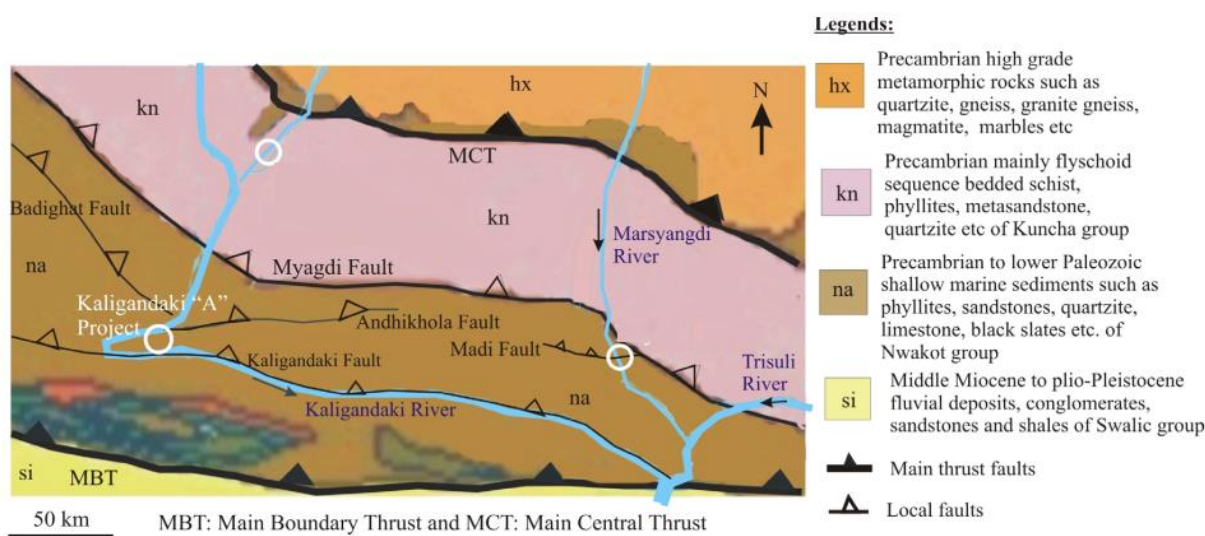 kn
hx
N
MCT
Badighat Fault
kn
Marsyangdi
River
na
Myagdi Fault
Kaligandaki "A"
Project
Andhikhola Fault
Madi Fault
Kaligandaki Fault
Trisuli
River
Kaligandaki River
na
si
MBT
50 km
MBT: Main Boundary Thrust and MCT: Main Central Thrust
Legends:
hx
Precambrian high grade
metamorphic rocks such as
quartzite, gneiss, granite gneiss,
magmatite, marbles etc
kn
Precambrian mainly flyschoid
sequence bedded schist,
phyllites, metasandstone,
quartzite etc of Kuncha group
na
Precambrian to lower Paleozoic
shallow marine sediments such as
phyllites, sandstones, quartzite,
limestone, black slates etc. of
Nwakot group
si
Middle Miocene to plio-Pleistocene
fluvial deposits, conglomerates,
sandstones and shales of Swalic group
Main thrust faults
Local faults